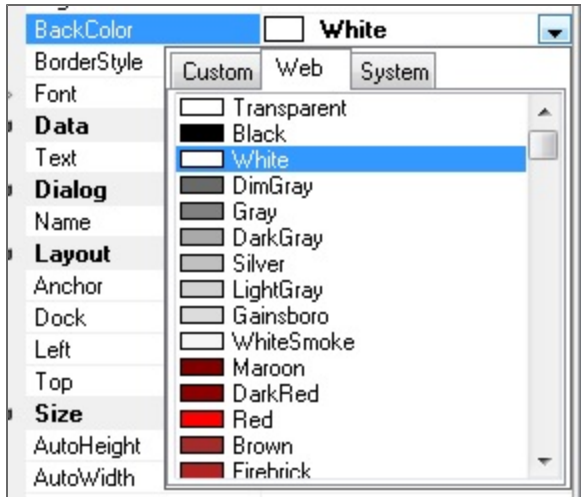 BackColor White
BorderStyle
Font
Data
Text
Dialog
Name
Layout
Anchor
Dock
Left
Top
Size
AutoHeight
AutoWidth
Custom Web System
Transparent
Black
White
DimGray
Gray
DarkGray
Silver
LightGray
Gainsboro
WhiteSmoke
Maroon
DarkRed
Red
Brown
Firebrick